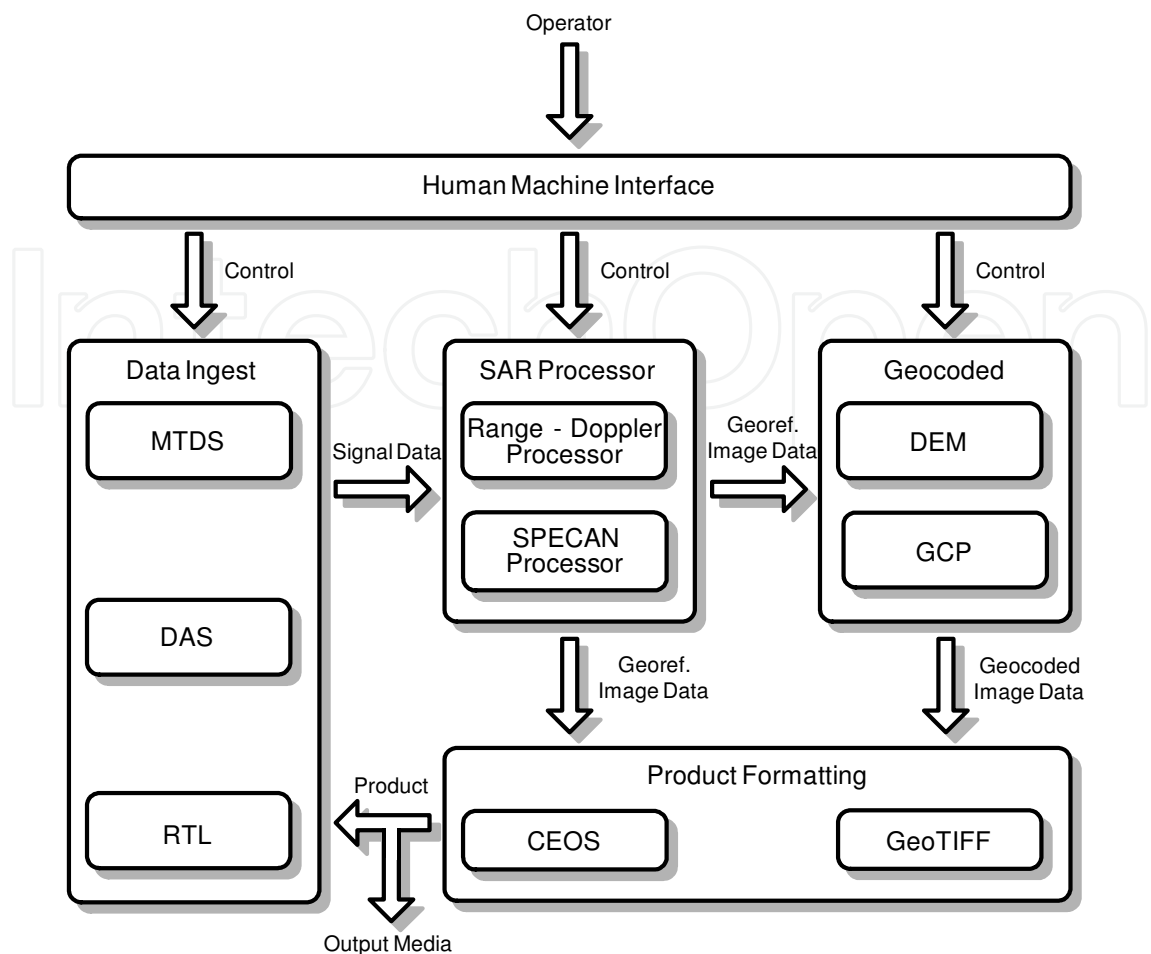 Operator
Human Machine Interface
Control
Control
Control
IntechOpen
Data Ingest
MTDS
DAS
RTL
Signal Data
SAR Processor
Range - Doppler
Processor
SPECAN
Processor
Georef.
Image Data
Geocoded
DEM
GCP
Georef.
Image Data
Geocoded
Image Data
Product Formatting
CEOS
GeoTIFF
Product
Output Media